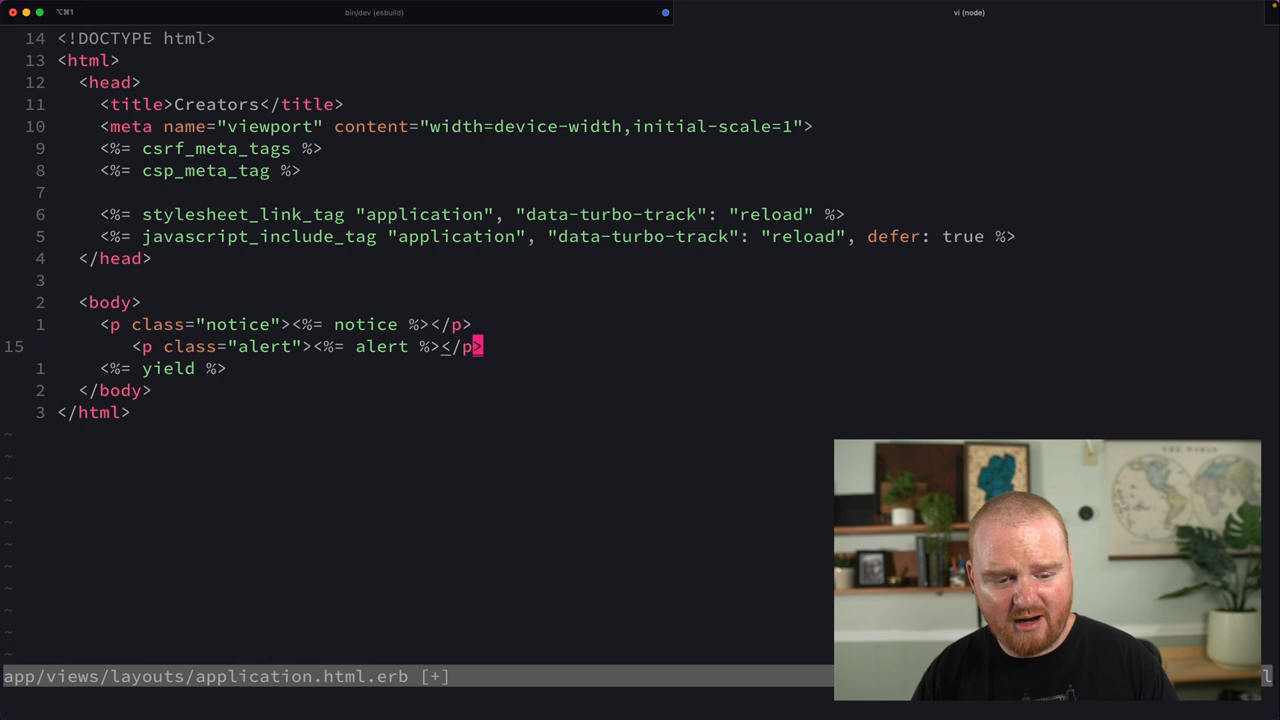 ⌥⌘1 bin/dev (esbuild) vi (node)
14 <!DOCTYPE html>
13 <html>
12 <head>
11 <title>Creators</title>
10 <meta name="viewport" content="width=device-width,initial-scale=1">
9 <%= csrf_meta_tags %>
8 <%= csp_meta_tag %>
7
6 <%= stylesheet_link_tag "application", "data-turbo-track": "reload" %>
5 <%= javascript_include_tag "application", "data-turbo-track": "reload", defer: true %>
4 </head>
3
2 <body>
1 <p class="notice"><%= notice %></p>
15 <p class="alert"><%= alert %></p>
1 <%= yield %>
2 </body>
3 </html>
~
~
~
~
~
~
~
~
~
~
~
THE WORLD
app/views/layouts/application.html.erb [+]